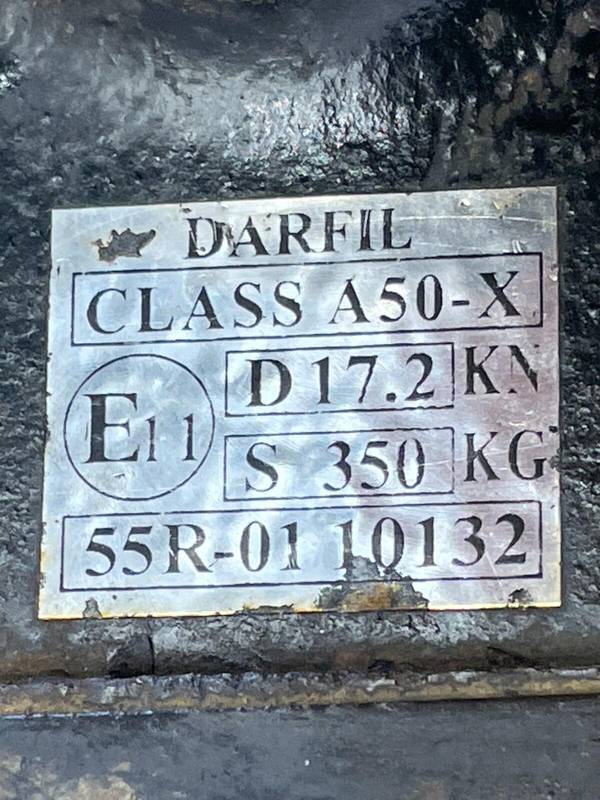 DARFIL
CLASS A50-X
E11
D 17.2 KN
S 350 KG
55R-01 10132